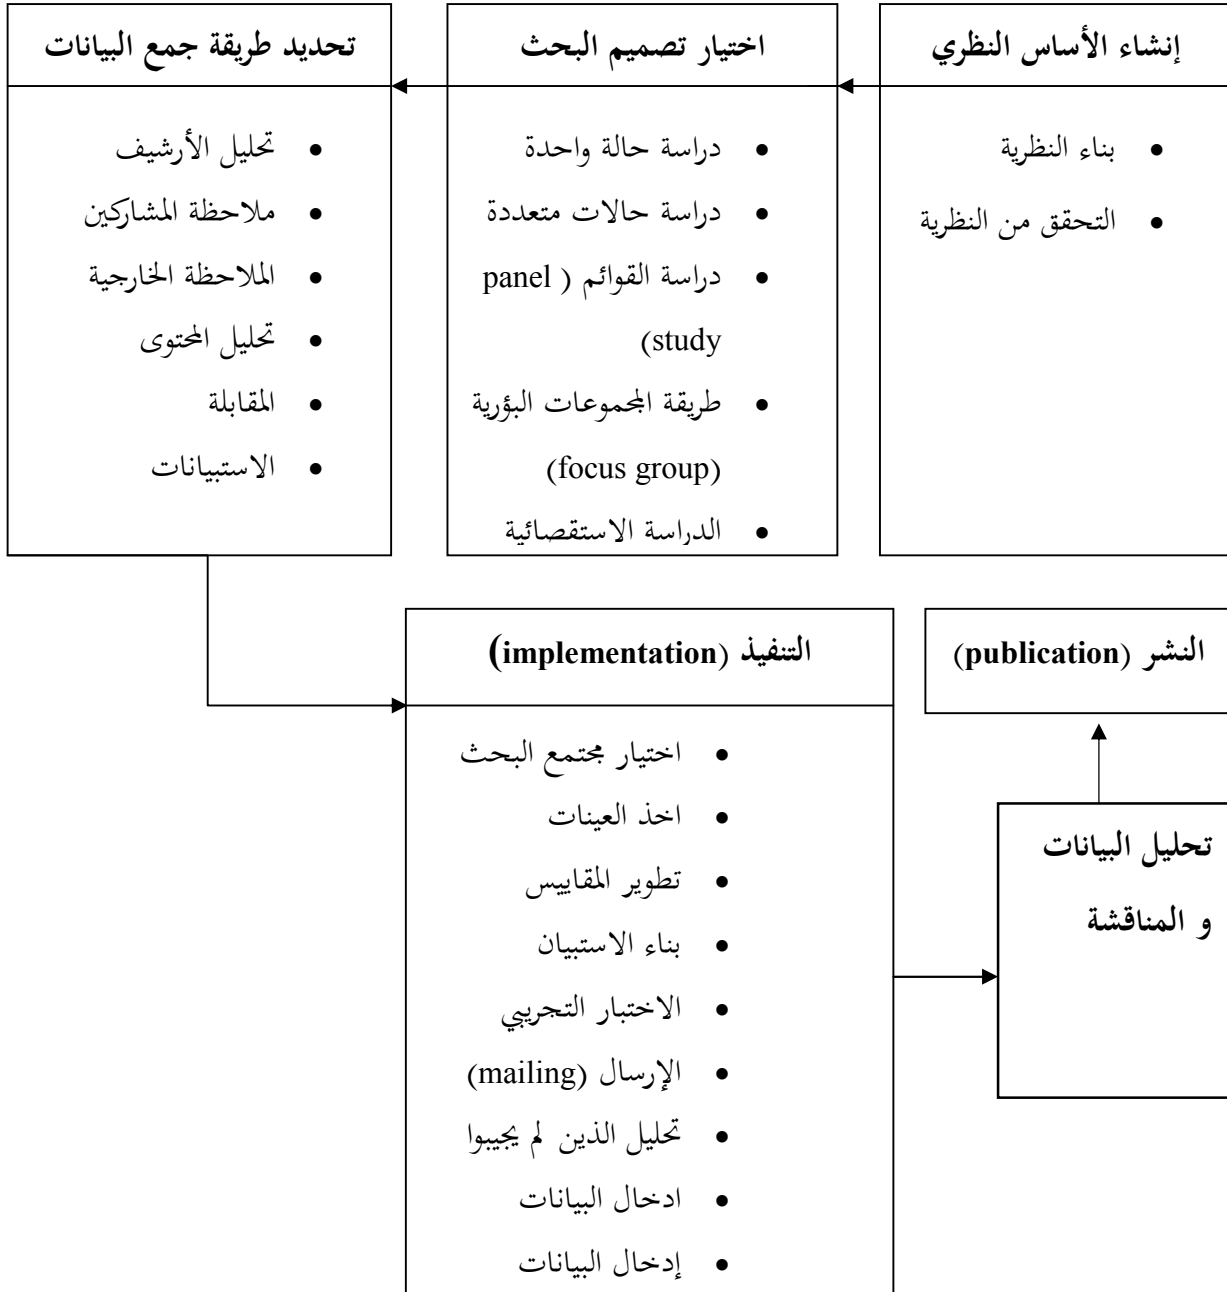 إنشاء الأساس النظري
بناء النظرية
التحقق من النظرية
اختيار تصميم البحث
دراسة حالة واحدة
دراسة حالات متعددة
دراسة القوائم ( panel
study)
طريقة المجموعات البؤرية
(focus group)
الدراسة الاستقصائية
تحديد طريقة جمع البيانات
تحليل الأرشيف
ملاحظة المشاركين
الملاحظة الخارجية
تحليل المحتوى
المقابلة
الاستبيانات
التنفيذ (implementation)
اختيار مجتمع البحث
اخذ العينات
تطوير المقاييس
بناء الاستبيان
الاختبار التجريبي
الإرسال (mailing)
تحليل الذين لم يجيبوا
ادخال البيانات
إدخال البيانات
تحليل البيانات
و المناقشة
النشر (publication)